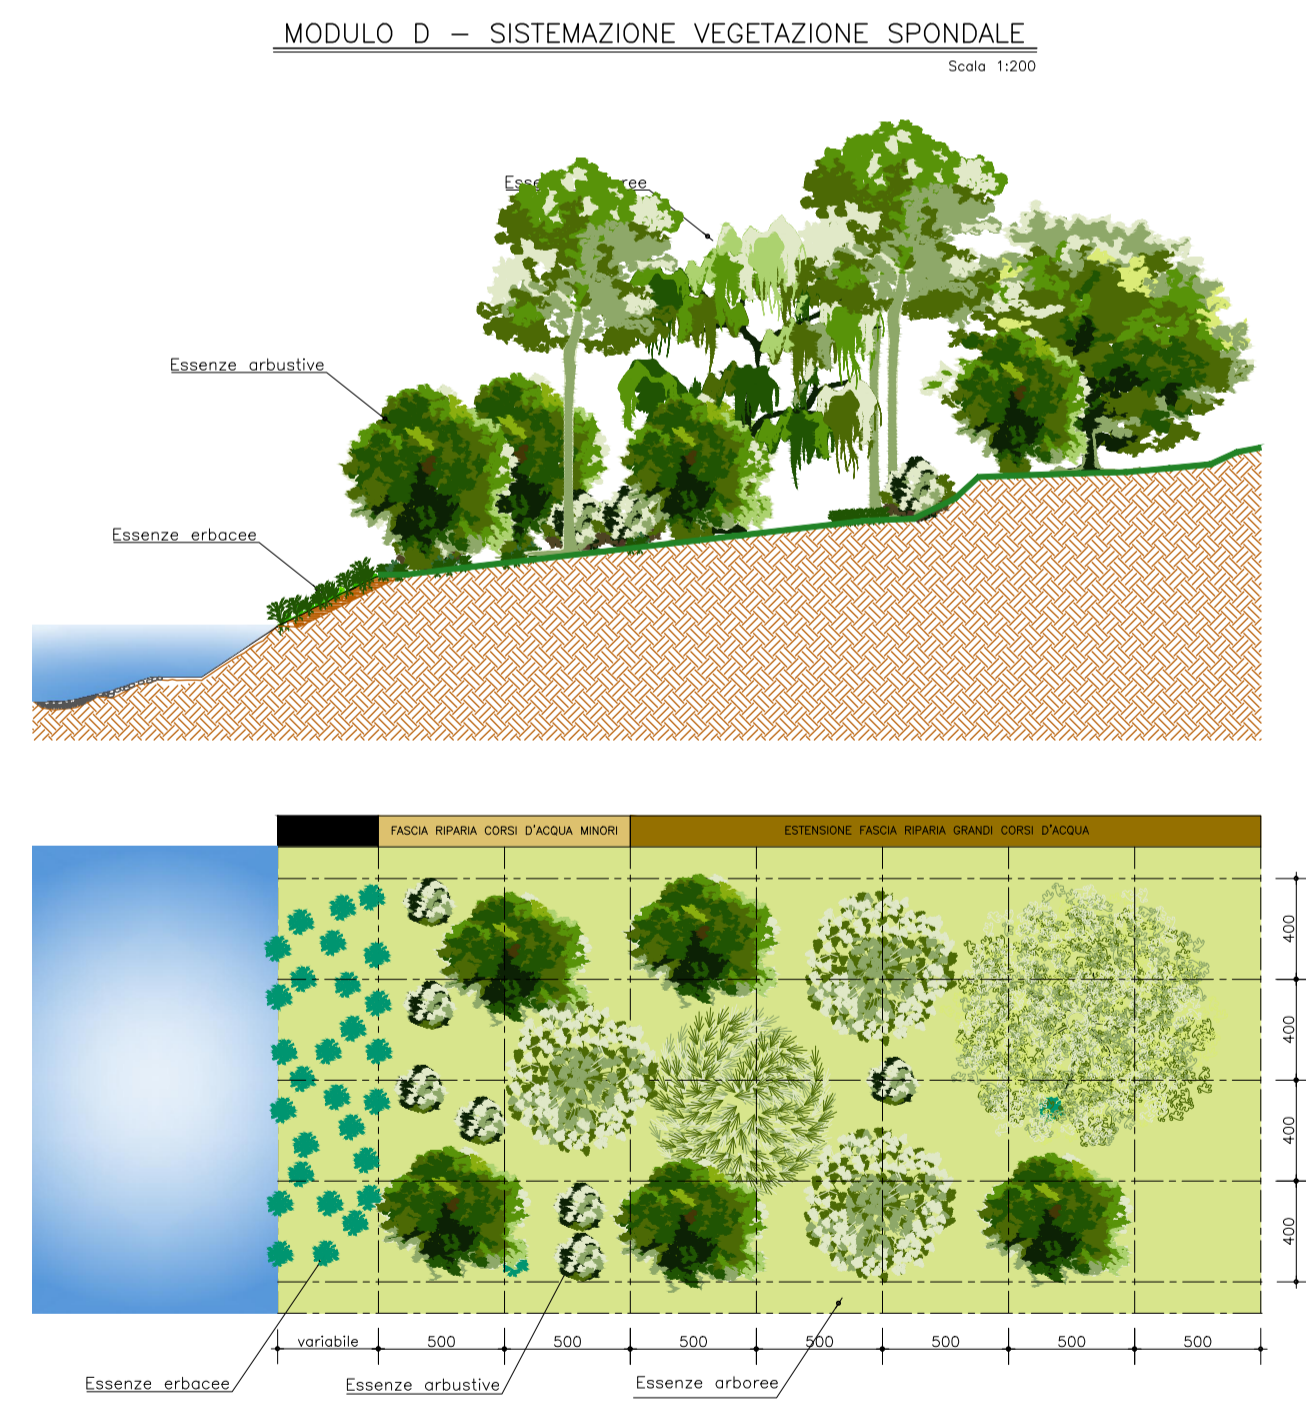 MODULO D – SISTEMAZIONE VEGETAZIONE SPONDALE
Scala 1:200
Essenze arbustive
Essenze erbacee
FASCIA RIPARIA CORSI D'ACQUA MINORI
ESTENSIONE FASCIA RIPARIA GRANDI CORSI D'ACQUA
400
400
400
400
variabile 500 500 500 500 500 500 500
Essenze erbacee
Essenze arbustive
Essenze arboree